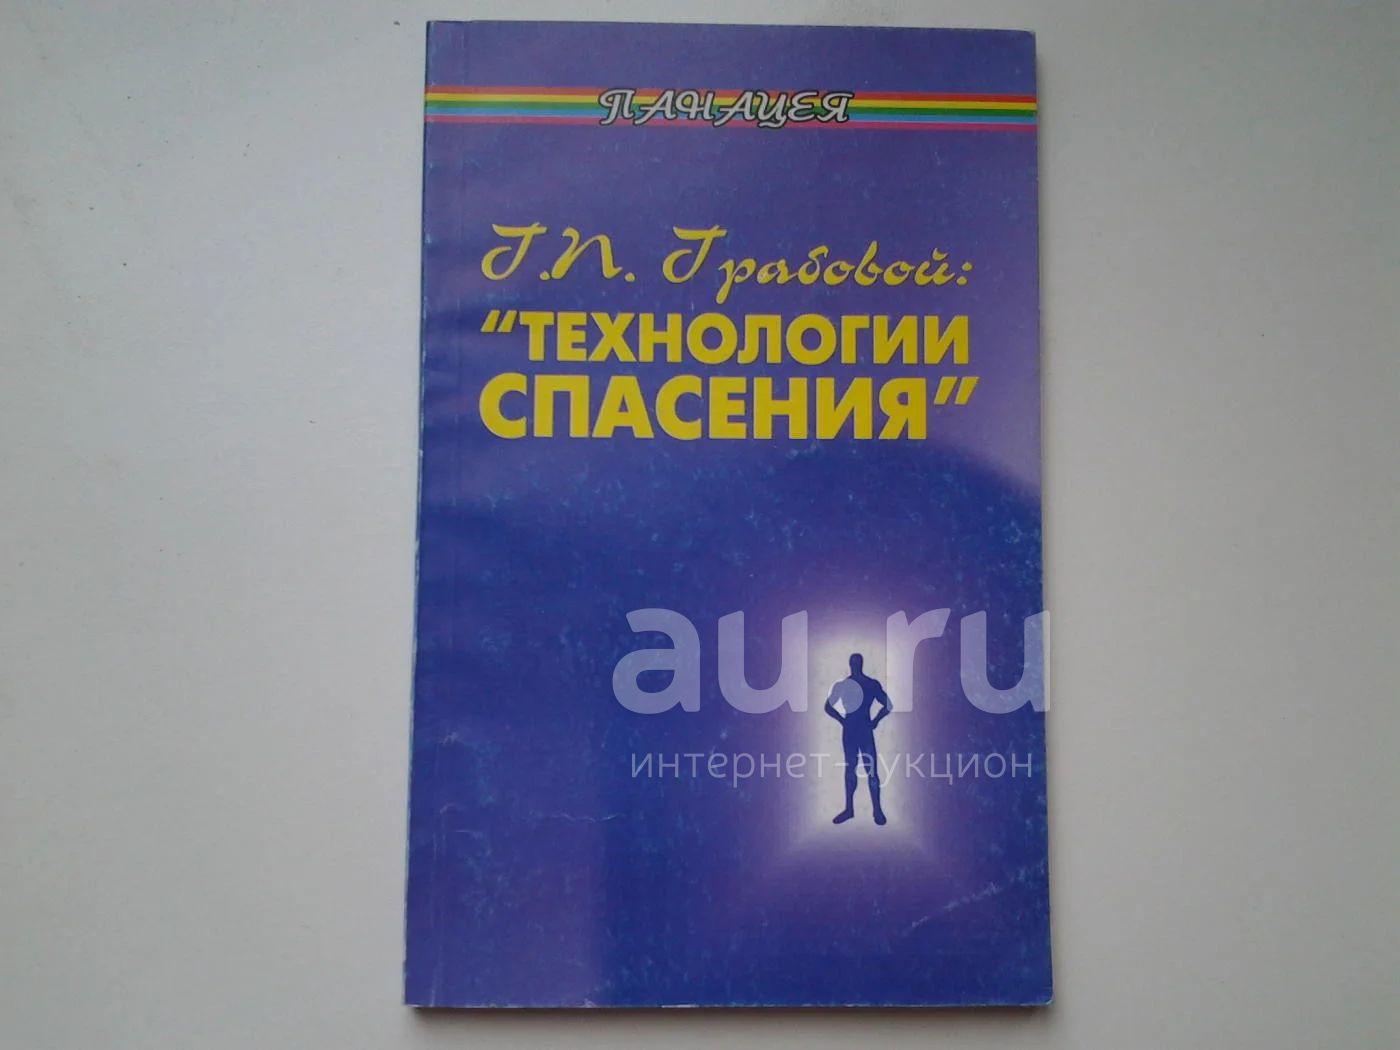 ПАНАЦЕЯ
Г.П. Грабовой:
“ТЕХНОЛОГИИ
СПАСЕНИЯ”
au.ru
интернет-аукцион